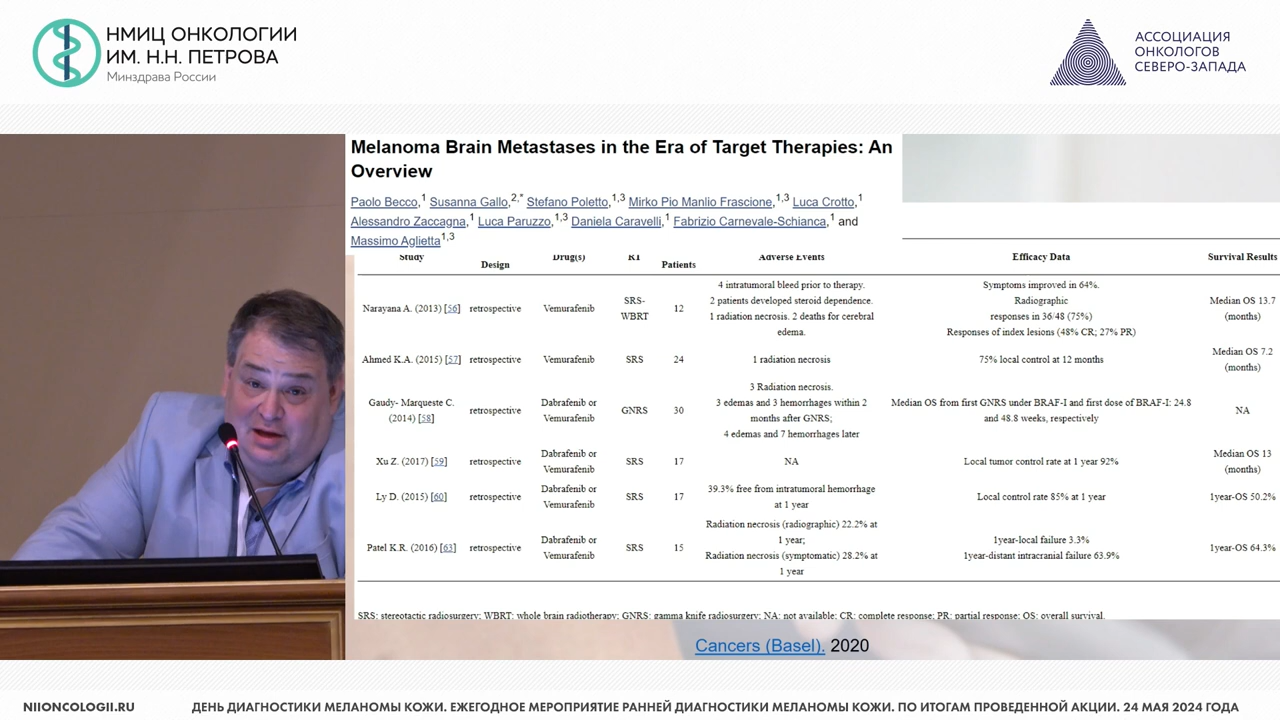 НМИЦ ОНКОЛОГИИ
ИМ. Н.Н. ПЕТРОВА
Минздрава России
АССОЦИАЦИЯ
ОНКОЛОГОВ
СЕВЕРО-ЗАПАДА
Melanoma Brain Metastases in the Era of Target Therapies: An
Overview
Paolo Becco,1 Susanna Gallo,2,* Stefano Poletto,1,3 Mirko Pio Manlio Frascione,1,3 Luca Crotto,1
Alessandro Zaccagna,1 Luca Paruzzo,1,3 Daniela Caravelli,1 Fabrizio Carnevale-Schianca,1 and
Massimo Aglietta1,3
Study Design Drug(s) RT Patients Adverse Events Efficacy Data Survival Results
Narayana A. (2013) [56] retrospective Vemurafenib
SRS-
WBRT
12
4 intratumoral bleed prior to therapy.
2 patients developed steroid dependence.
1 radiation necrosis. 2 deaths for cerebral
edema.
Symptoms improved in 64%.
Radiographic
responses in 36/48 (75%)
Responses of index lesions (48% CR; 27% PR)
Median OS 13.7
(months)
Ahmed K.A. (2015) [57] retrospective Vemurafenib SRS 24 1 radiation necrosis 75% local control at 12 months
Median OS 7.2
(months)
Gaudy- Marqueste C.
(2014) [58]
retrospective
Dabrafenib or
Vemurafenib
GNRS 30
3 Radiation necrosis.
3 edemas and 3 hemorrhages within 2
months after GNRS;
4 edemas and 7 hemorrhages later
Median OS from first GNRS under BRAF-I and first dose of BRAF-I: 24.8
and 48.8 weeks, respectively
NA
Xu Z. (2017) [59] retrospective
Dabrafenib or
Vemurafenib
SRS 17 NA Local tumor control rate at 1 year 92%
Median OS 13
(months)
Ly D. (2015) [60] retrospective
Dabrafenib or
Vemurafenib
SRS 17
39.3% free from intratumoral hemorrhage
at 1 year
Local control rate 85% at 1 year
1year-OS 50.2%
Patel K.R. (2016) [63] retrospective
Dabrafenib or
Vemurafenib
SRS 15
Radiation necrosis (radiographic) 22.2% at
1 year;
Radiation necrosis (symptomatic) 28.2% at
1 year
1year-local failure 3.3%
1year-distant intracranial failure 63.9%
1year-OS 64.3%
SRS: stereotactic radiosurgery; WBRT: whole brain radiotherapy; GNRS: gamma knife radiosurgery; NA: not available; CR: complete response; PR: partial response; OS: overall survival.
Cancers (Basel). 2020
NIIONCOLOGII.RU
ДЕНЬ ДИАГНОСТИКИ МЕЛАНОМЫ КОЖИ. ЕЖЕГОДНОЕ МЕРОПРИЯТИЕ РАННЕЙ ДИАГНОСТИКИ МЕЛАНОМЫ КОЖИ. ПО ИТОГАМ ПРОВЕДЕННОЙ АКЦИИ. 24 МАЯ 2024 ГОДА